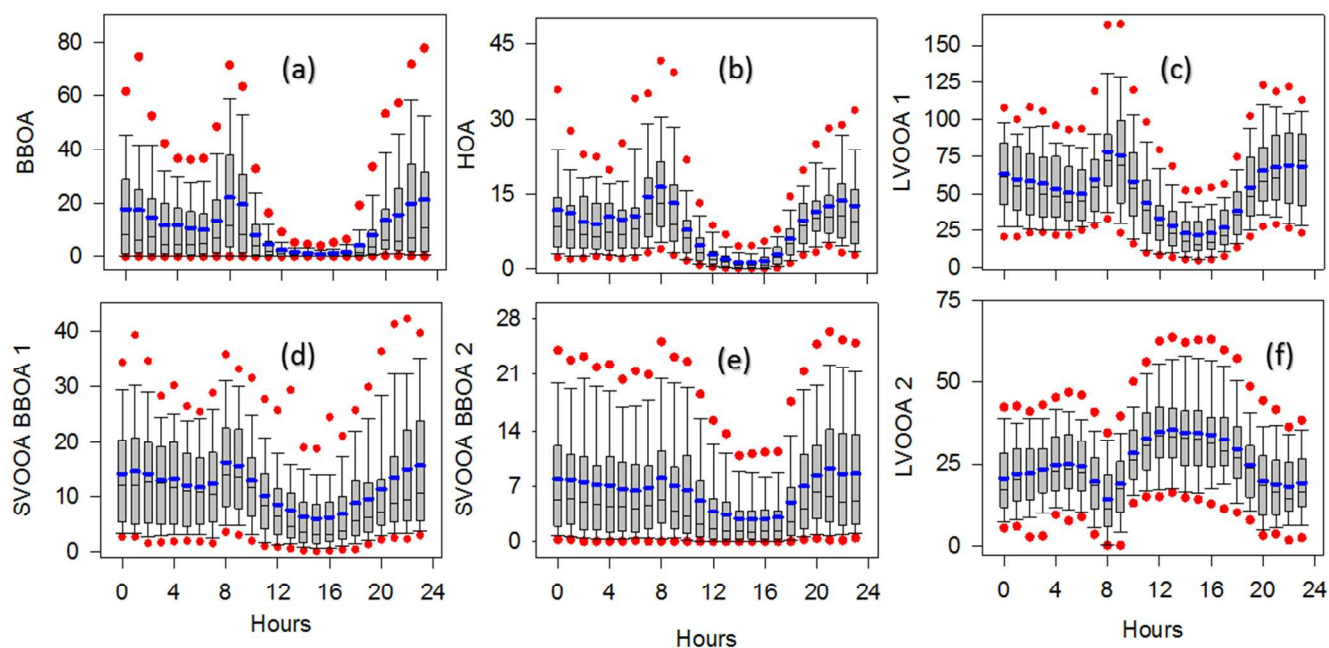 (a)
BBOA
80
60
40
20
0
(b)
HOA
45
30
15
0
(c)
LVOOA 1
150
125
100
75
50
25
0
(d)
SVOOA BBOA 1
40
30
20
10
0
0 4 8 12 16 20 24
Hours
(e)
SVOOA BBOA 2
28
21
14
7
0
0 4 8 12 16 20 24
Hours
(f)
LVOOA 2
75
50
25
0
0 4 8 12 16 20 24
Hours